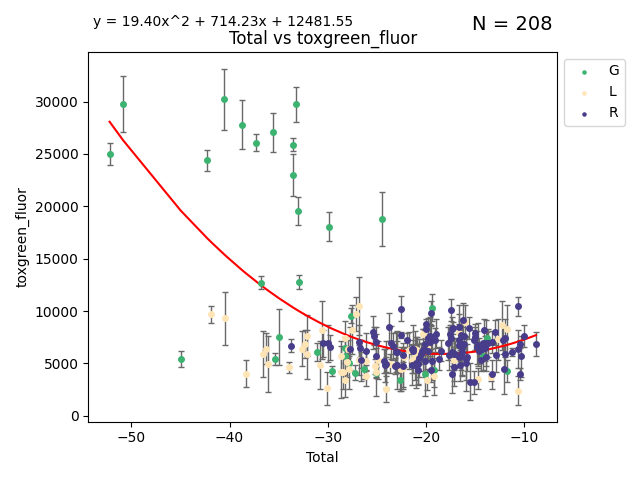 y = 19.40x^2 + 714.23x + 12481.55
N = 208
Total vs toxgreen_fluor
G
L
R
30000
25000
20000
15000
10000
5000
0
toxgreen_fluor
−50
−40
−30
−20
−10
Total